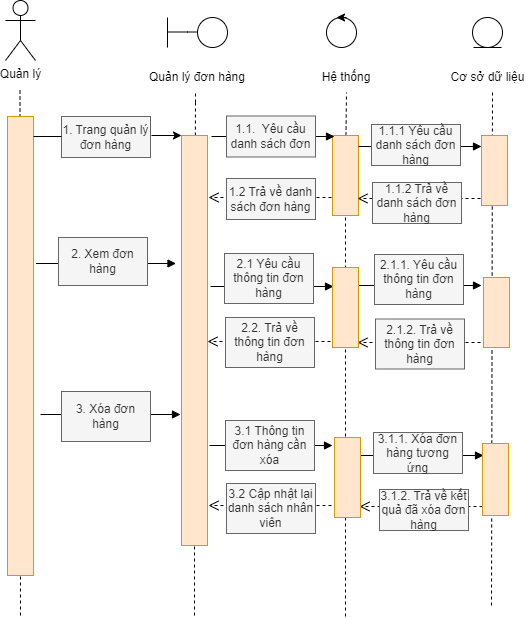 Quản lý
Quản lý đơn hàng
Hệ thống
Cơ sở dữ liệu
1. Trang quản lý
đơn hàng
1.1. Yêu cầu
danh sách đơn
1.1.1 Yêu cầu
danh sách đơn
hàng
1.2 Trả về danh
sách đơn hàng
1.1.2 Trả về
danh sách đơn
hàng
2. Xem đơn
hàng
2.1 Yêu cầu
thông tin đơn
hàng
2.1.1. Yêu cầu
thông tin đơn
hàng
2.2. Trả về
thông tin đơn
hàng
2.1.2. Trả về
thông tin đơn
hàng
3. Xóa đơn
hàng
3.1 Thông tin
đơn hàng cần
xóa
3.1.1. Xóa đơn
hàng tương
ứng
3.2 Cập nhật lại
danh sách nhân
viên
3.1.2. Trả về kết
quả đã xóa đơn
hàng